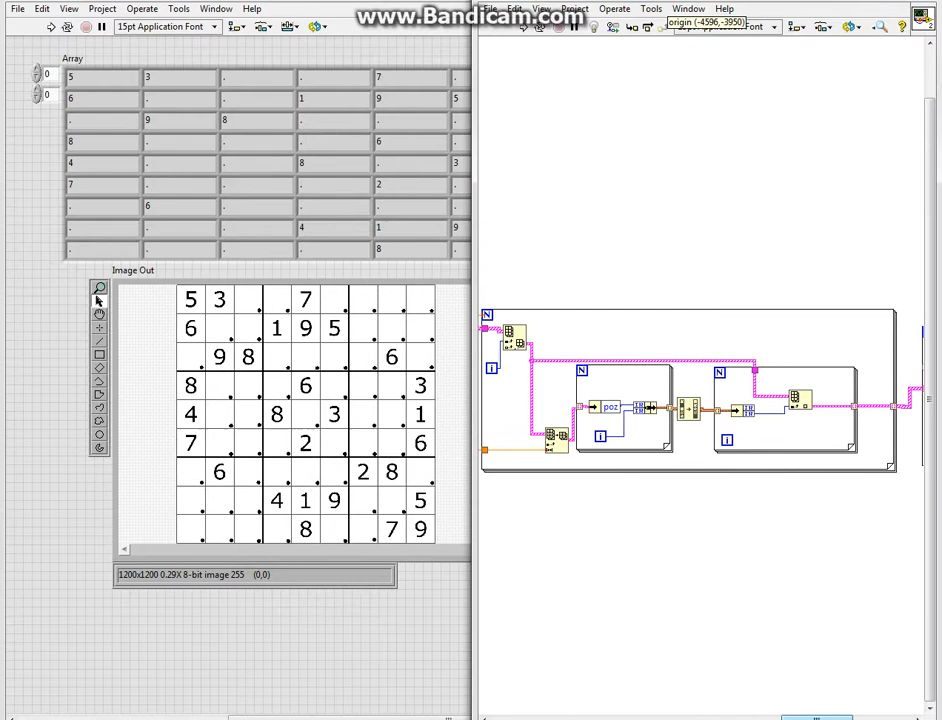 www.Bandicam.com
File Edit View Project Operate Tools Window Help
15pt Application Font
Array
0
0
5 3 . . 7 .
6 . . 1 9 5
. 9 8 . . .
8 . . . 6 .
4 . . 8 . 3
7 . . . 2 .
. 6 . . . .
. . . 4 1 9
. . . . 8 .
Image Out
5 3 . . 7 . . . .
6 . . 1 9 5 . . .
. 9 8 . . . . 6 .
8 . . . 6 . . . 3
4 . . 8 . 3 . . 1
7 . . . 2 . . . 6
. 6 . . . . 2 8 .
. . . 4 1 9 . . 5
. . . . 8 . . 7 9
1200x1200 0.29X 8-bit image 255 (0,0)
File Edit View Project Operate Tools Window Help
origin (-4596,-3950)
N
i
N
poz
i
N
i